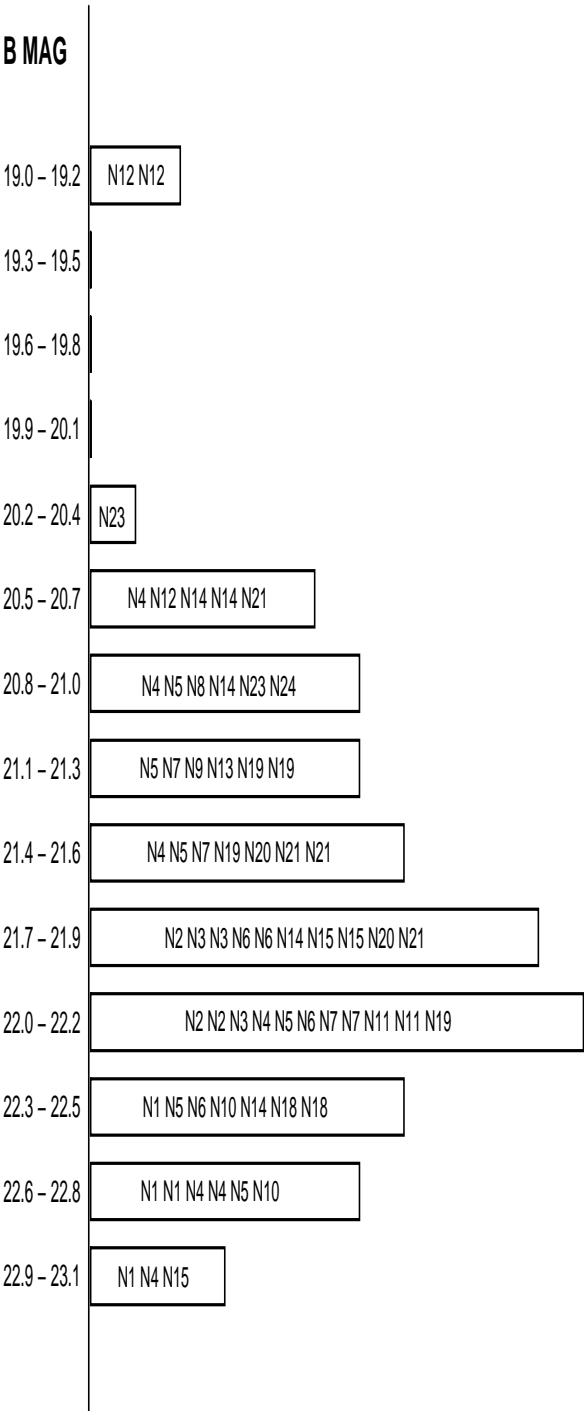 B MAG
19.0 – 19.2 N12 N12
19.3 – 19.5
19.6 – 19.8
19.9 – 20.1
20.2 – 20.4 N23
20.5 – 20.7 N4 N12 N14 N14 N21
20.8 – 21.0 N4 N5 N8 N14 N23 N24
21.1 – 21.3 N5 N7 N9 N13 N19 N19
21.4 – 21.6 N4 N5 N7 N19 N20 N21 N21
21.7 – 21.9 N2 N3 N3 N6 N6 N14 N15 N15 N20 N21
22.0 – 22.2 N2 N2 N3 N4 N5 N6 N7 N7 N11 N11 N19
22.3 – 22.5 N1 N5 N6 N10 N14 N18 N18
22.6 – 22.8 N1 N1 N4 N4 N5 N10
22.9 – 23.1 N1 N4 N15